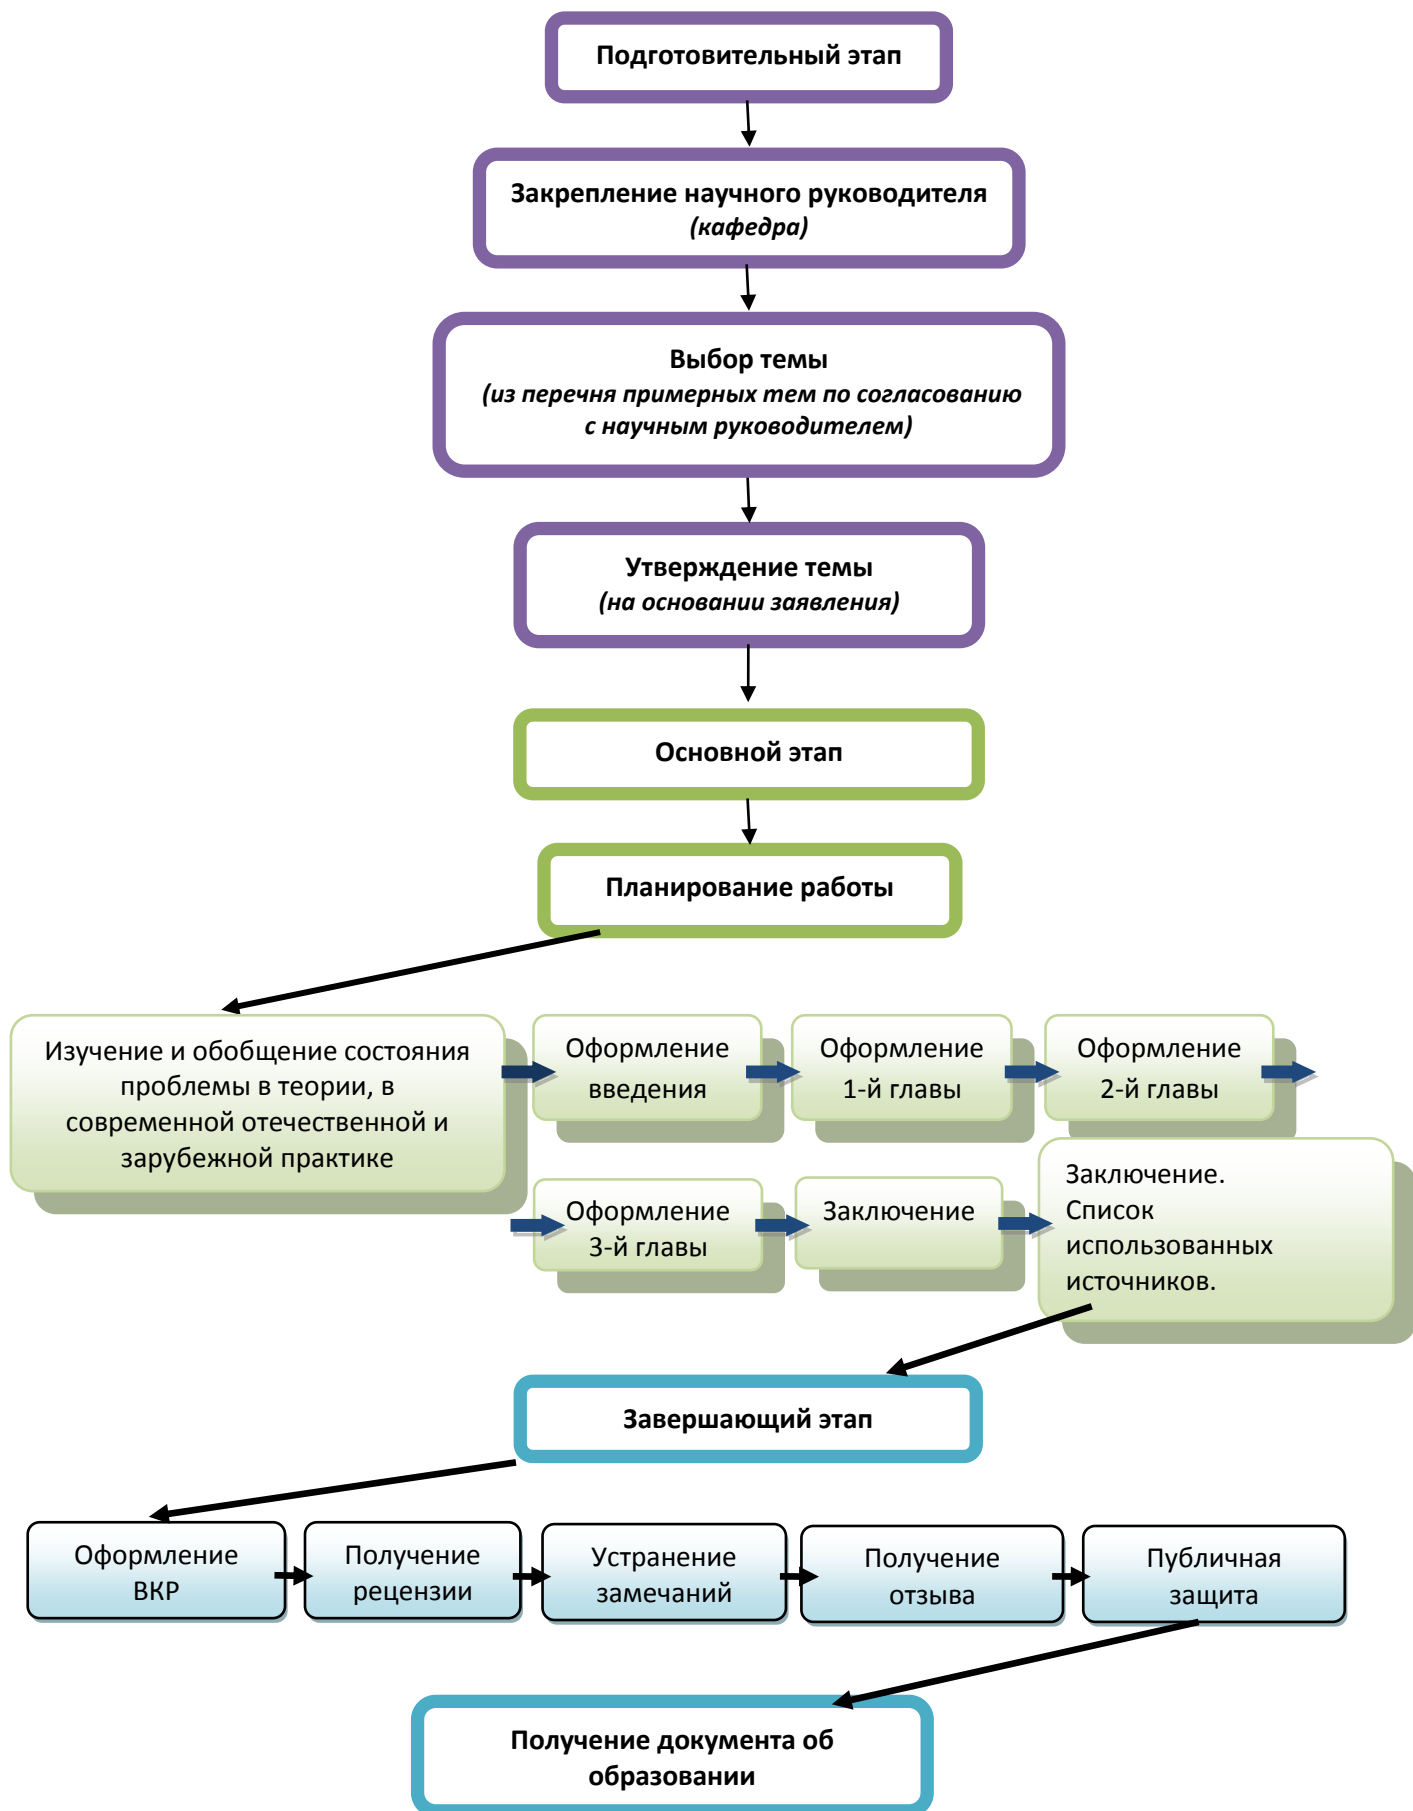 Подготовительный этап
Закрепление научного руководителя
(кафедра)
Выбор темы
(из перечня примерных тем по согласованию
с научным руководителем)
Утверждение темы
(на основании заявления)
Основной этап
Планирование работы
Изучение и обобщение состояния
проблемы в теории, в
современной отечественной и
зарубежной практике
Оформление
введения
Оформление
1-й главы
Оформление
2-й главы
Оформление
3-й главы
Заключение
Заключение.
Список
использованных
источников.
Завершающий этап
Оформление
ВКР
Получение
рецензии
Устранение
замечаний
Получение
отзыва
Публичная
защита
Получение документа об
образовании